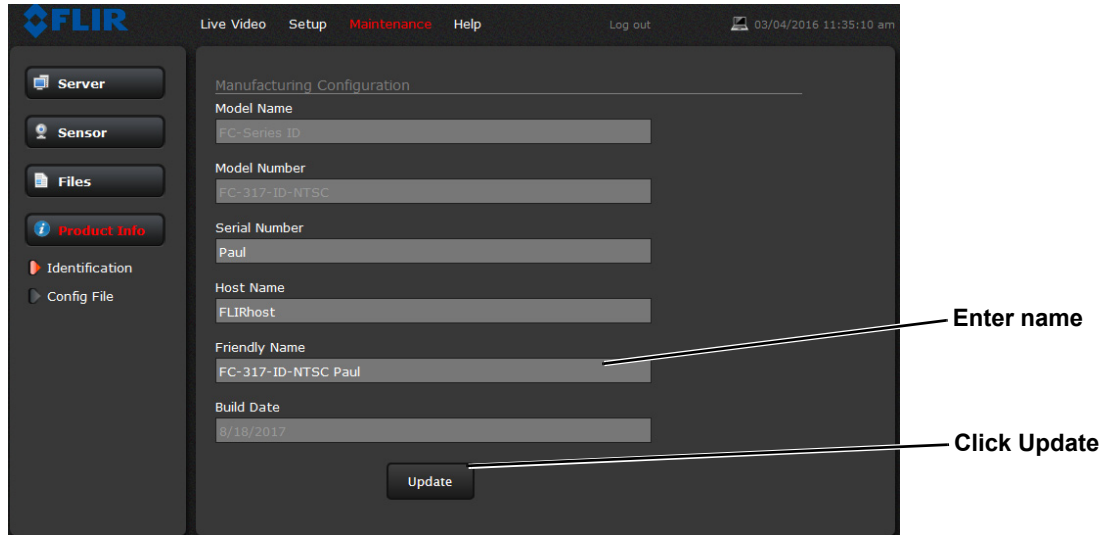 FLIR
Live Video Setup Maintenance Help Log out 03/04/2016 11:35:10 am
Server
Sensor
Files
Product Info
Identification
Config File
Manufacturing Configuration
Model Name
FC-Series ID
Model Number
FC-317-ID-NTSC
Serial Number
Paul
Host Name
FLIRhost
Friendly Name
FC-317-ID-NTSC Paul
Build Date
8/18/2017
Update
Enter name
Click Update